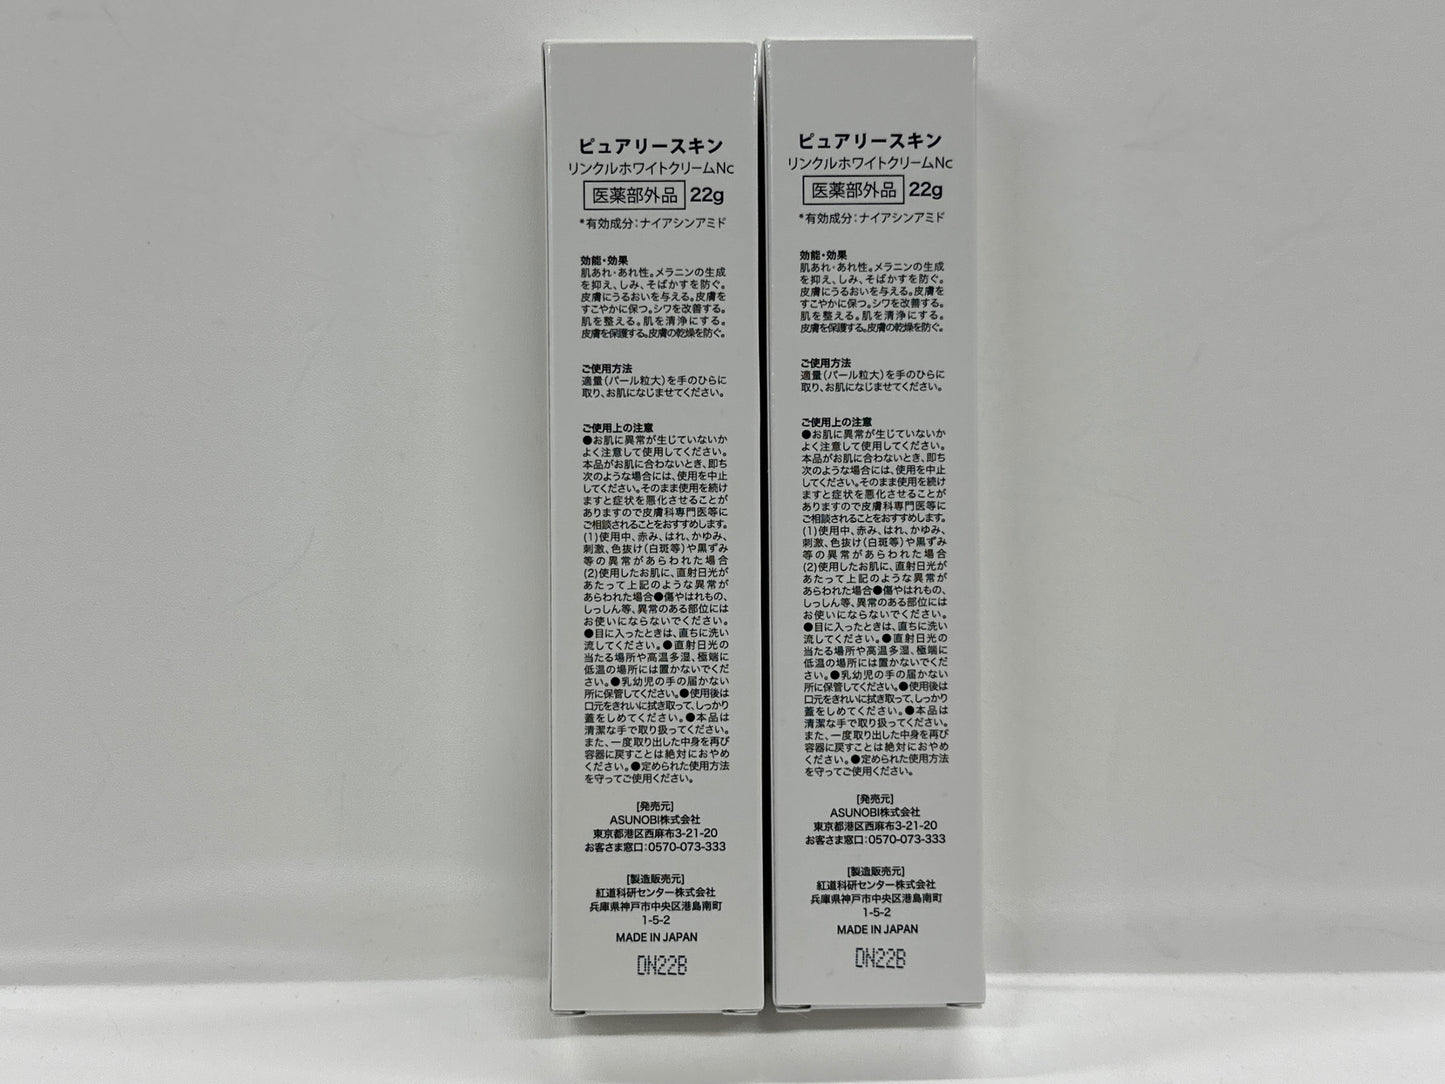 ピュアリースキン
リンクルホワイトクリームNc
医薬部外品 22g
*有効成分：ナイアシンアミド
効能・効果
肌あれ・あれ性。メラニンの生成
を抑え、しみ、そばかすを防ぐ。
皮膚にうるおいを与える。皮膚を
すこやかに保つ。シワを改善する。
肌を整える。肌を清浄にする。
皮膚を保護する。皮膚の乾燥を防ぐ。
ご使用方法
適量（パール粒大）を手のひらに
取り、お肌になじませてください。
ご使用上の注意
●お肌に異常が生じていないか
よく注意して使用してください。
本品がお肌に合わないとき、即ち
次のような場合には、使用を中止
してください。そのまま使用を続け
ますと症状を悪化させることが
ありますので皮膚科専門医等に
ご相談されることをおすすめします。
(1)使用中、赤み、はれ、かゆみ、
刺激、色抜け（白斑等）や黒ずみ
等の異常があらわれた場合
(2)使用したお肌に、直射日光が
あたって上記のような異常が
あらわれた場合●傷やはれもの、
しっしん等、異常のある部位には
お使いにならないでください。
●目に入ったときは、直ちに洗い
流してください。●直射日光の
当たる場所や高温多湿、極端に
低温の場所には置かないでくだ
さい。●乳幼児の手の届かない
所に保管してください。●使用後は
口元をきれいに拭き取って、しっかり
蓋をしめてください。●本品は
清潔な手で取り扱ってください。
また、一度取り出した中身を再び
容器に戻すことは絶対におやめ
ください。●定められた使用方法
を守ってご使用ください。
[発売元]
ASUNOBI株式会社
東京都港区西麻布3-21-20
お客さま窓口：0570-073-333
[製造販売元]
紅道科研センター株式会社
兵庫県神戸市中央区港島南町
1-5-2
MADE IN JAPAN
DN22B
ピュアリースキン
リンクルホワイトクリームNc
医薬部外品 22g
*有効成分：ナイアシンアミド
効能・効果
肌あれ・あれ性。メラニンの生成
を抑え、しみ、そばかすを防ぐ。
皮膚にうるおいを与える。皮膚を
すこやかに保つ。シワを改善する。
肌を整える。肌を清浄にする。
皮膚を保護する。皮膚の乾燥を防ぐ。
ご使用方法
適量（パール粒大）を手のひらに
取り、お肌になじませてください。
ご使用上の注意
●お肌に異常が生じていないか
よく注意して使用してください。
本品がお肌に合わないとき、即ち
次のような場合には、使用を中止
してください。そのまま使用を続け
ますと症状を悪化させることが
ありますので皮膚科専門医等に
ご相談されることをおすすめします。
(1)使用中、赤み、はれ、かゆみ、
刺激、色抜け（白斑等）や黒ずみ
等の異常があらわれた場合
(2)使用したお肌に、直射日光が
あたって上記のような異常が
あらわれた場合●傷やはれもの、
しっしん等、異常のある部位には
お使いにならないでください。
●目に入ったときは、直ちに洗い
流してください。●直射日光の
当たる場所や高温多湿、極端に
低温の場所には置かないでくだ
さい。●乳幼児の手の届かない
所に保管してください。●使用後は
口元をきれいに拭き取って、しっかり
蓋をしめてください。●本品は
清潔な手で取り扱ってください。
また、一度取り出した中身を再び
容器に戻すことは絶対におやめ
ください。●定められた使用方法
を守ってご使用ください。
[発売元]
ASUNOBI株式会社
東京都港区西麻布3-21-20
お客さま窓口：0570-073-333
[製造販売元]
紅道科研センター株式会社
兵庫県神戸市中央区港島南町
1-5-2
MADE IN JAPAN
DN22B